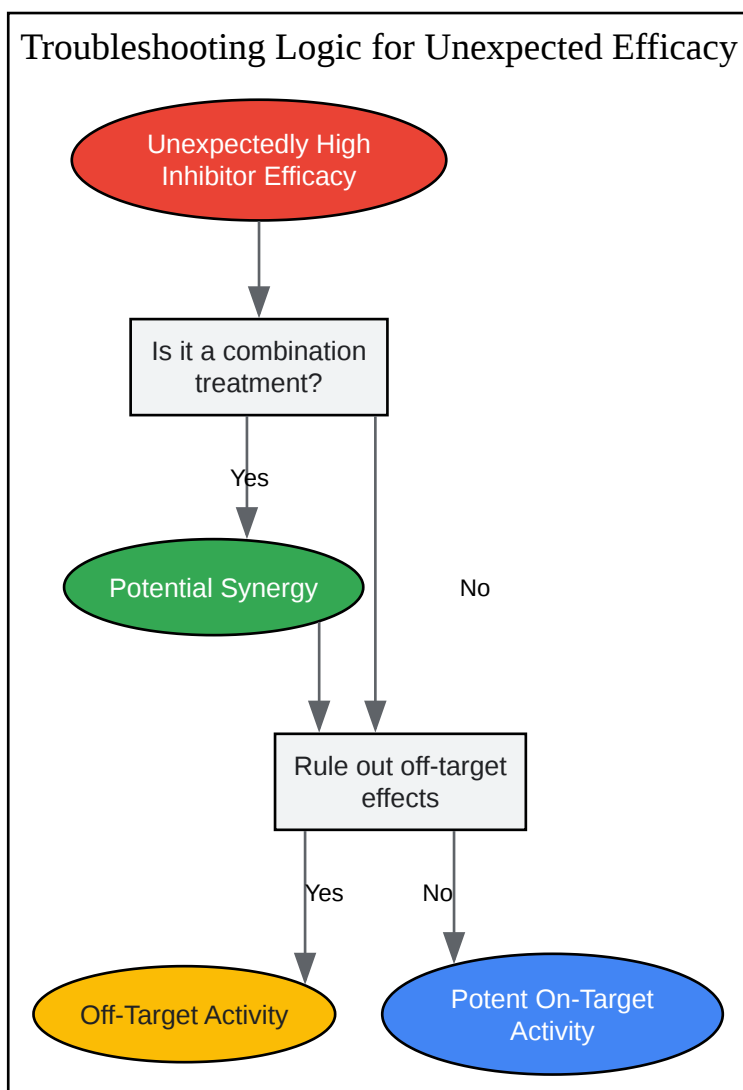 Troubleshooting Logic for Unexpected Efficacy
Unexpectedly High
Inhibitor Efficacy
Is it a combination
treatment?
Yes
Potential Synergy
No
Rule out off-target
effects
Yes
No
Off-Target Activity
Potent On-Target
Activity